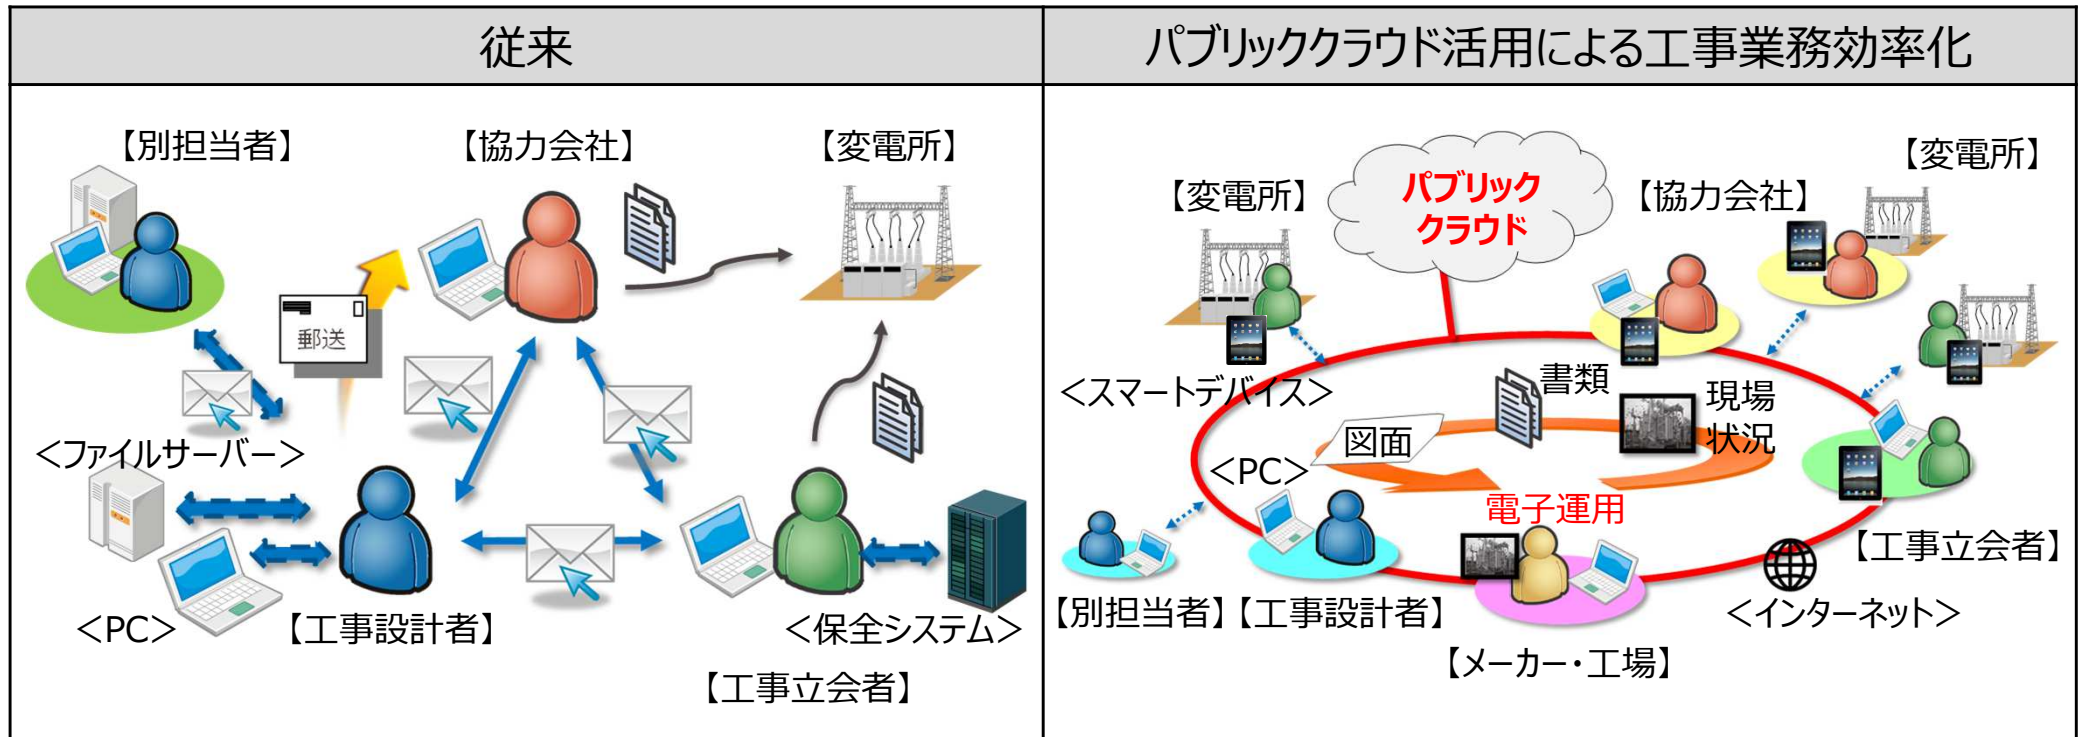 従来
パブリッククラウド活用による工事業務効率化
【別担当者】
【協力会社】
【変電所】
郵送
＜ファイルサーバー＞
＜PC＞
【工事設計者】
＜保全システム＞
【工事立会者】
【変電所】
パブリック
クラウド
【協力会社】
【変電所】
＜スマートデバイス＞
書類
現場
状況
図面
＜PC＞
電子運用
【工事立会者】
【別担当者】
【工事設計者】
＜インターネット＞
【メーカー・工場】